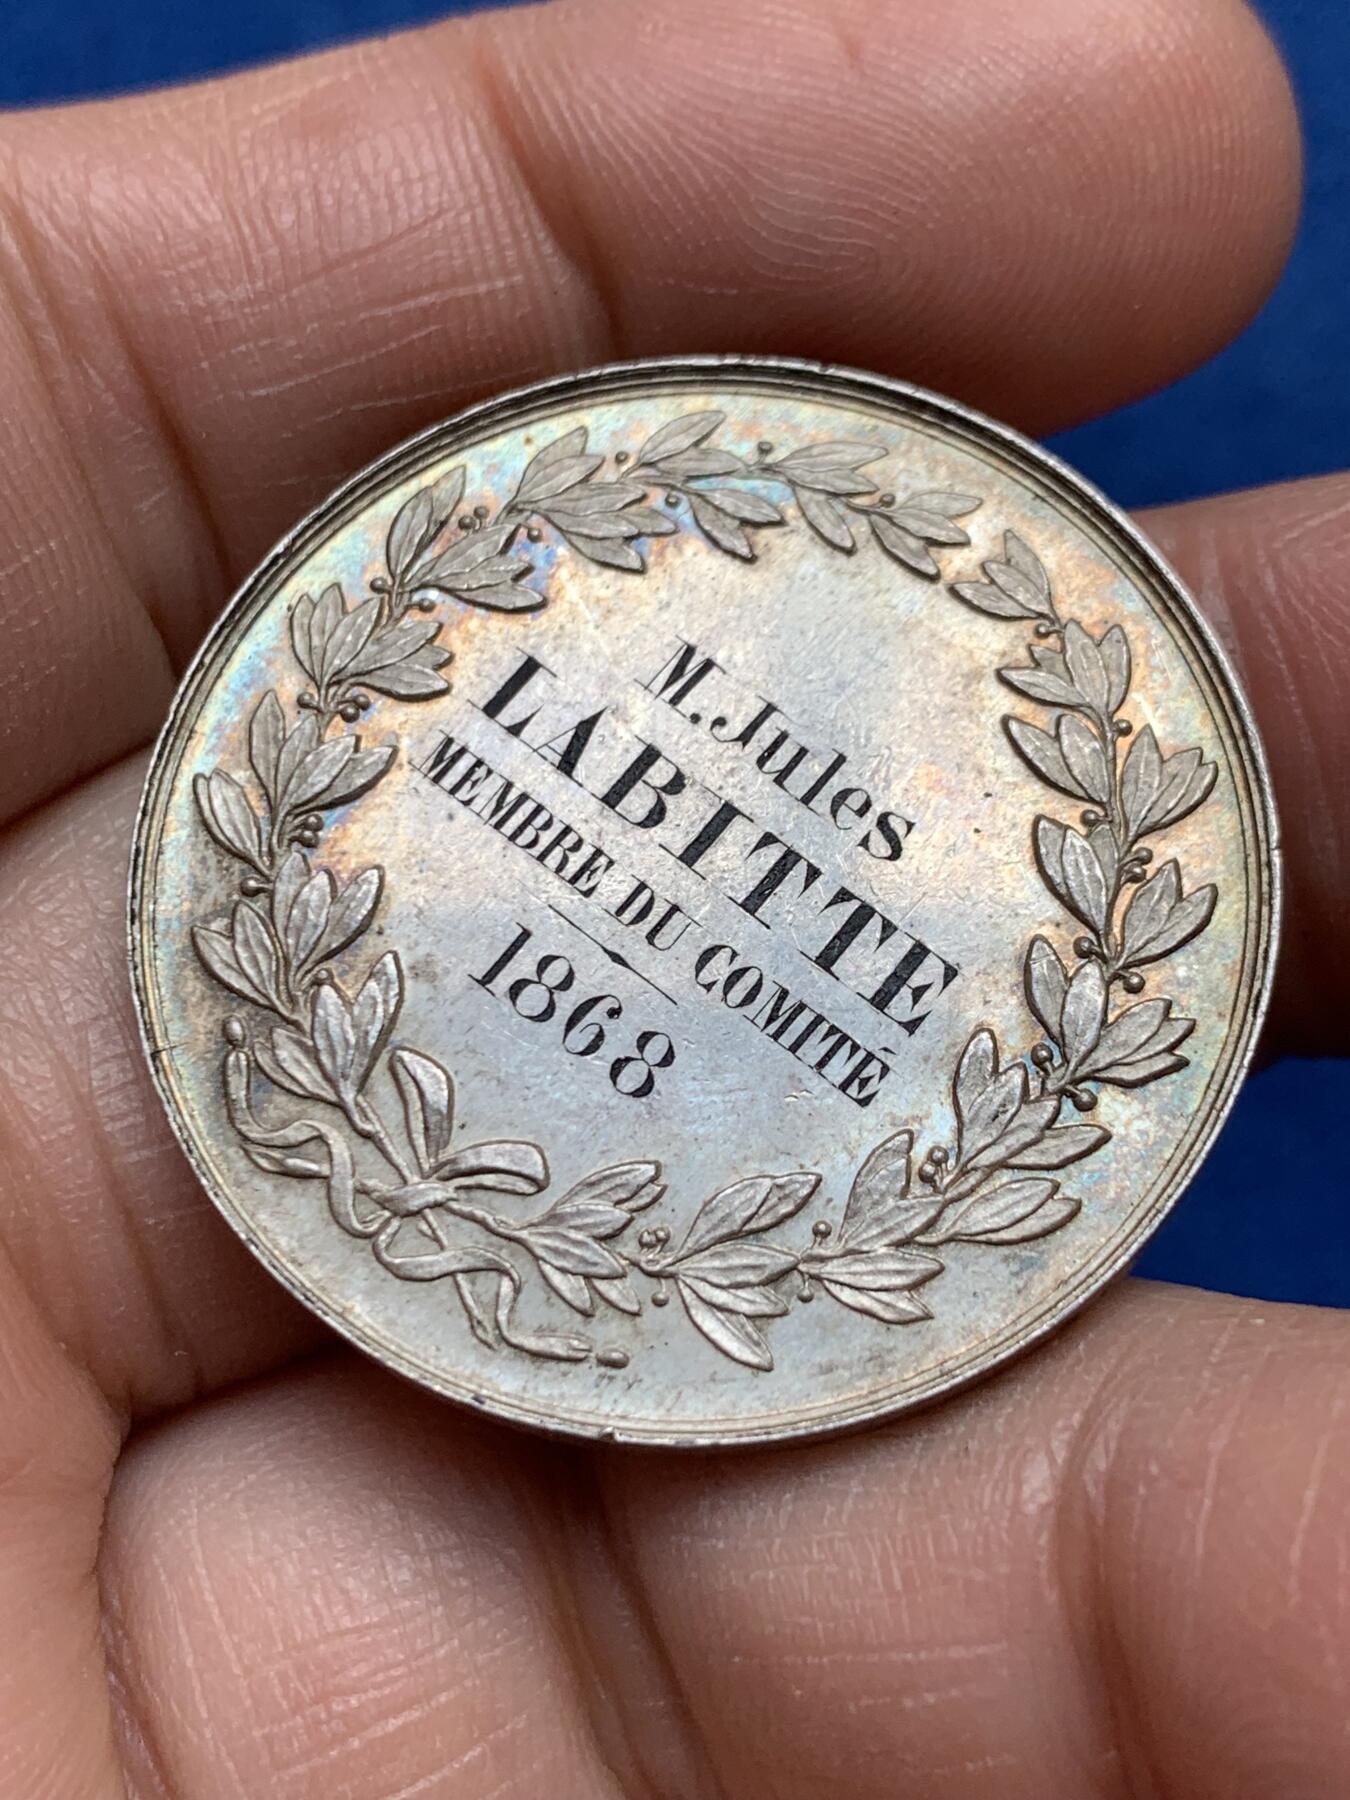 M. Jules
LABITTE
MEMBRE DU COMITÉ
1868